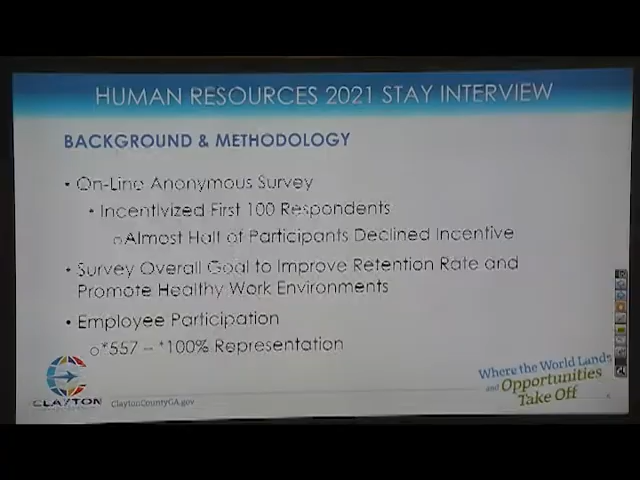 HUMAN RESOURCES 2021 STAY INTERVIEW
BACKGROUND & METHODOLOGY
• On-Line Anonymous Survey
• Incentivized First 100 Respondents
oAlmost Half of Participants Declined Incentive
• Survey Overall Goal to Improve Retention Rate and
Promote Healthy Work Environments
• Employee Participation
o*557 – *100% Representation
CLAYTON
ClaytonCountyGA.gov
Where the World Lands
and Opportunities
Take Off